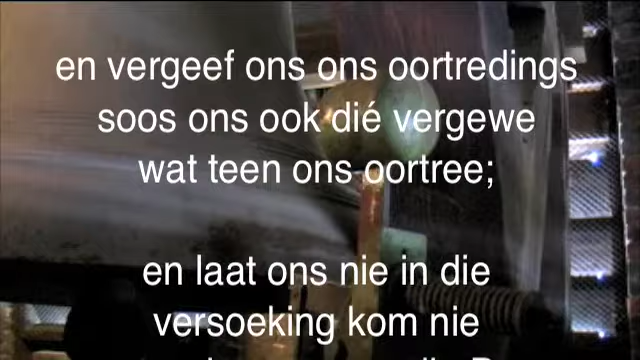 en vergeef ons ons oortredings
soos ons ook dié vergewe
wat teen ons oortree;
en laat ons nie in die
versoeking kom nie